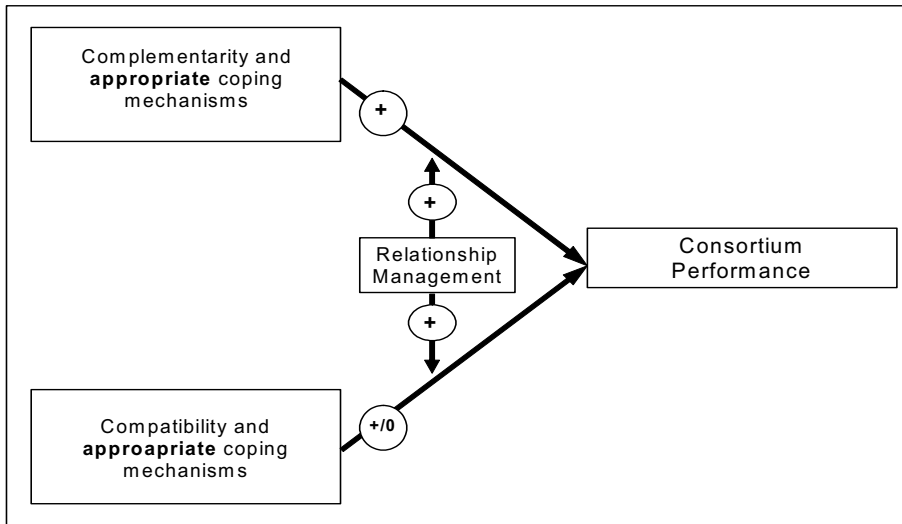 Complementarity and
appropriate coping
mechanisms
+
+
Relationship
Management
Consortium
Performance
+
+/0
Compatibility and
approapriate coping
mechanisms